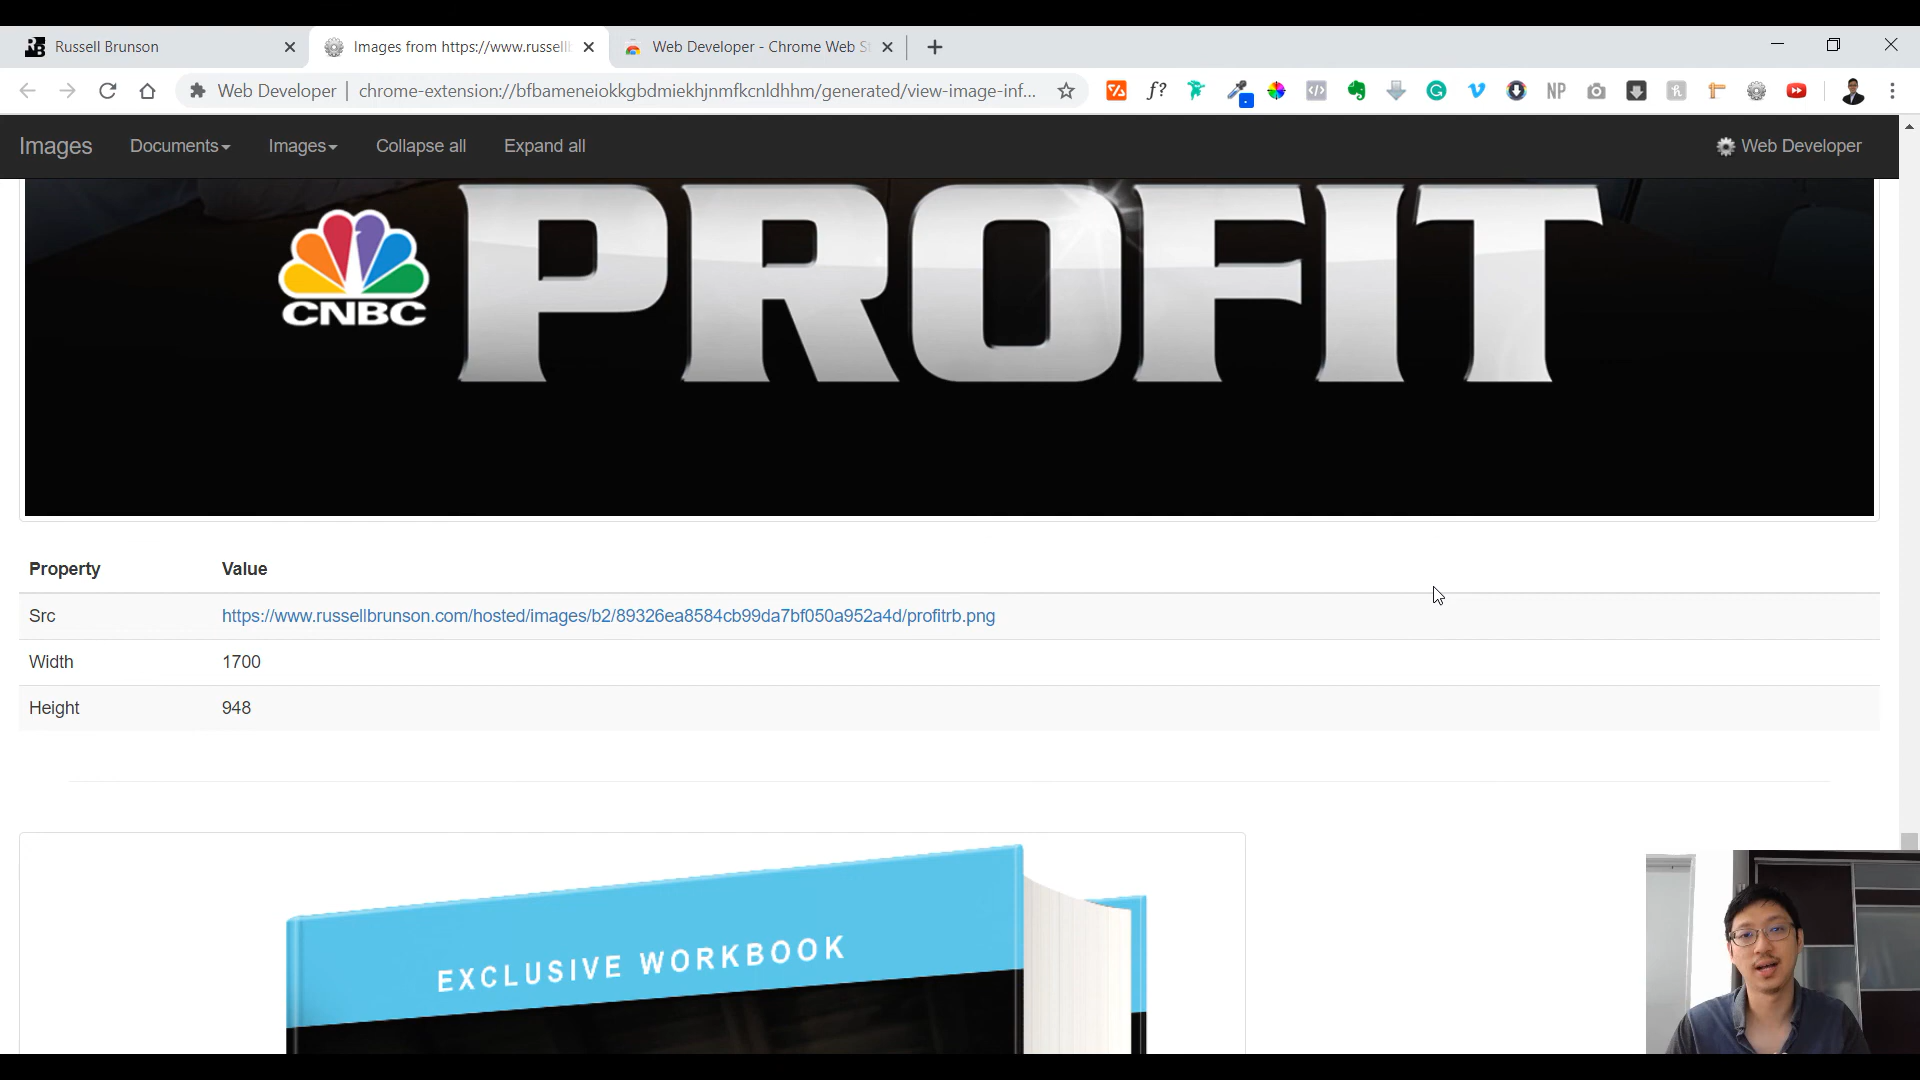 Russell Brunson
Images from https://www.russell
Web Developer - Chrome Web S
Web Developer | chrome-extension://bfbameneiokkgbdmiekhjnmfkcnldhhm/generated/view-image-inf...
f?
NP
Images
Documents
Images
Collapse all
Expand all
Web Developer
PROFIT
CNBC
Property Value
Src https://www.russellbrunson.com/hosted/images/b2/89326ea8584cb99da7bf050a952a4d/profitrb.png
Width 1700
Height 948
EXCLUSIVE WORKBOOK